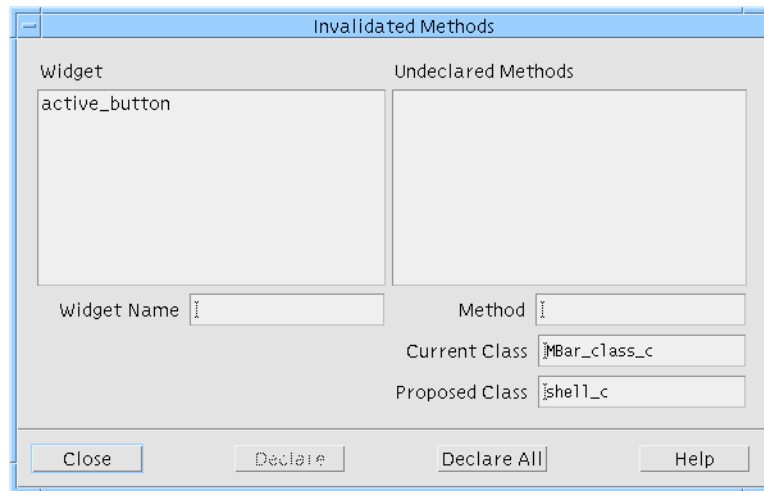 Invalidated Methods
Widget
Undeclared Methods
active_button
Widget Name
Method
Current Class MBar_class_c
Proposed Class shell_c
Close Declare Declare All Help